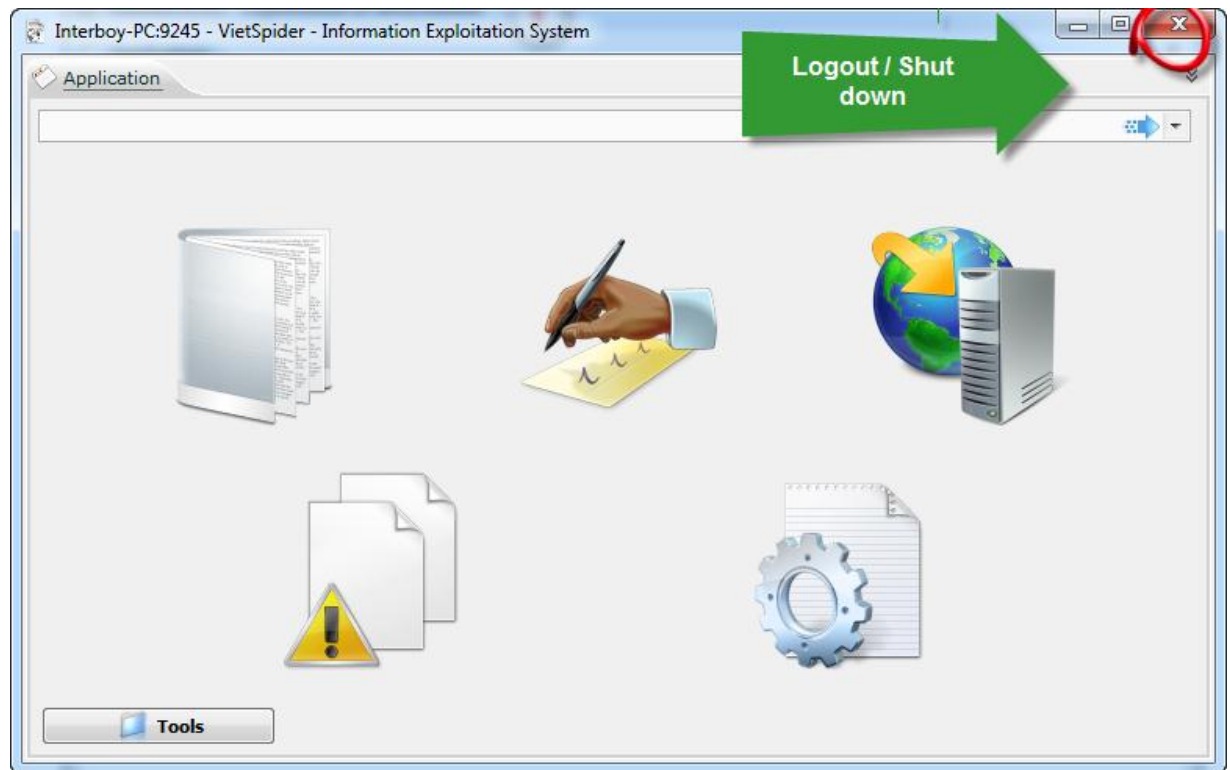 Interboy-PC:9245 - VietSpider - Information Exploitation System
Logout / Shut
down
Application
Tools